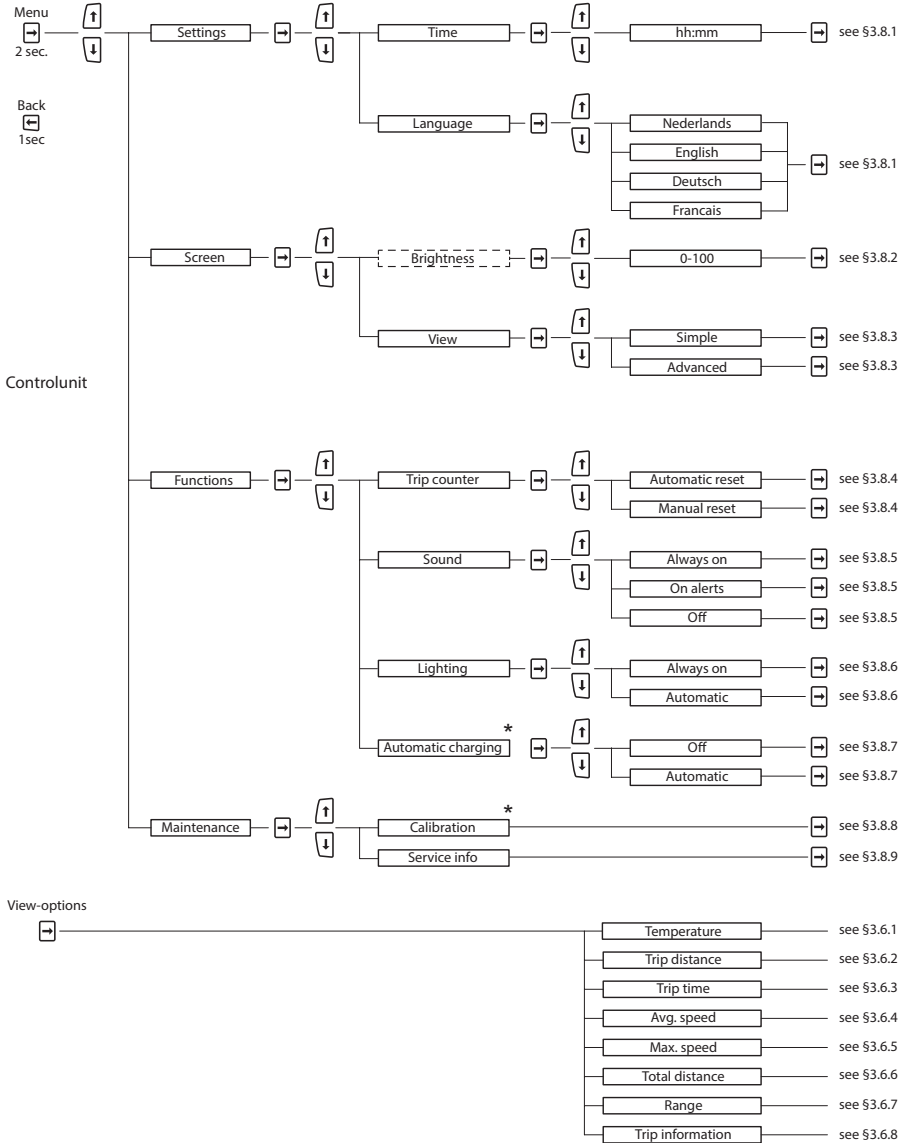 Menu
2 sec.
Settings
Time
hh:mm
see §3.8.1
Back
1sec
Language
Nederlands
English
Deutsch
Francais
see §3.8.1
Screen
Brightness
0-100
see §3.8.2
View
Simple
see §3.8.3
Advanced
see §3.8.3
Controlunit
Functions
Trip counter
Automatic reset
see §3.8.4
Manual reset
see §3.8.4
Sound
Always on
see §3.8.5
On alerts
see §3.8.5
Off
see §3.8.5
Lighting
Always on
see §3.8.6
Automatic
see §3.8.6
Automatic charging *
Off
see §3.8.7
Automatic
see §3.8.7
Maintenance
Calibration *
see §3.8.8
Service info
see §3.8.9
View-options
Temperature
see §3.6.1
Trip distance
see §3.6.2
Trip time
see §3.6.3
Avg. speed
see §3.6.4
Max. speed
see §3.6.5
Total distance
see §3.6.6
Range
see §3.6.7
Trip information
see §3.6.8